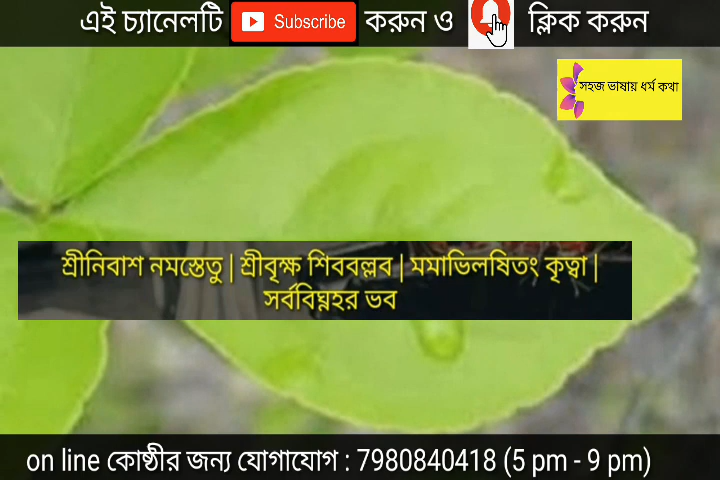 এই চ্যানেলটি Subscribe করুন ও ক্লিক করুন
সহজ ভাষায় ধর্ম কথা
শ্রীনিবাশ নমস্তেতু | শ্রীবৃক্ষ শিববল্লব | মমাভিলষিতং কৃত্বা |
সর্ববিঘ্নহর ভব
on line কোষ্ঠীর জন্য যোগাযোগ : 7980840418 (5 pm - 9 pm)